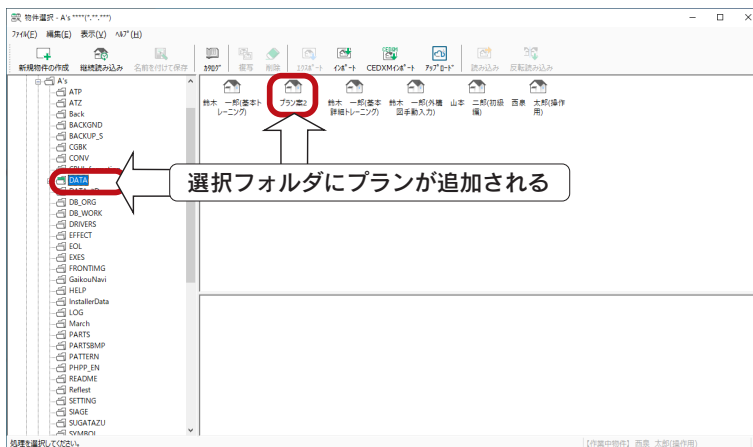 物件選択 - A's ****(*.**.***)
ファイル(F) 編集(E) 表示(V) ヘルプ(H)
新規物件の作成 継続読み込み 名前を付けて保存 カタログ 複写 削除 エクスポート インポート CEDXMインポート アップロード 読み込み 反転読み込み
A's
ATP
ATZ
Back
BACKGND
BACKUP_S
CGBK
CONV
DATA
DB_ORG
DB_WORK
DRIVERS
EFFECT
EOL
EXES
FRONTIMG
GaikouNavi
HELP
InstallerData
LOG
March
PARTS
PARTSBMP
PATTERN
PHPP_EN
README
Reflest
SETTING
SIAGE
SUGATAZU
SYMBOL
鈴木 一郎(基本トレーニング)
プラン案2
鈴木 一郎(基本詳細トレーニング)
鈴木 一郎(外構図手動入力)
山本 二郎(初級編)
西泉 太郎(操作用)
選択フォルダにプランが追加される
処理を選択してください。
【作業中物件】 西泉 太郎(操作用)